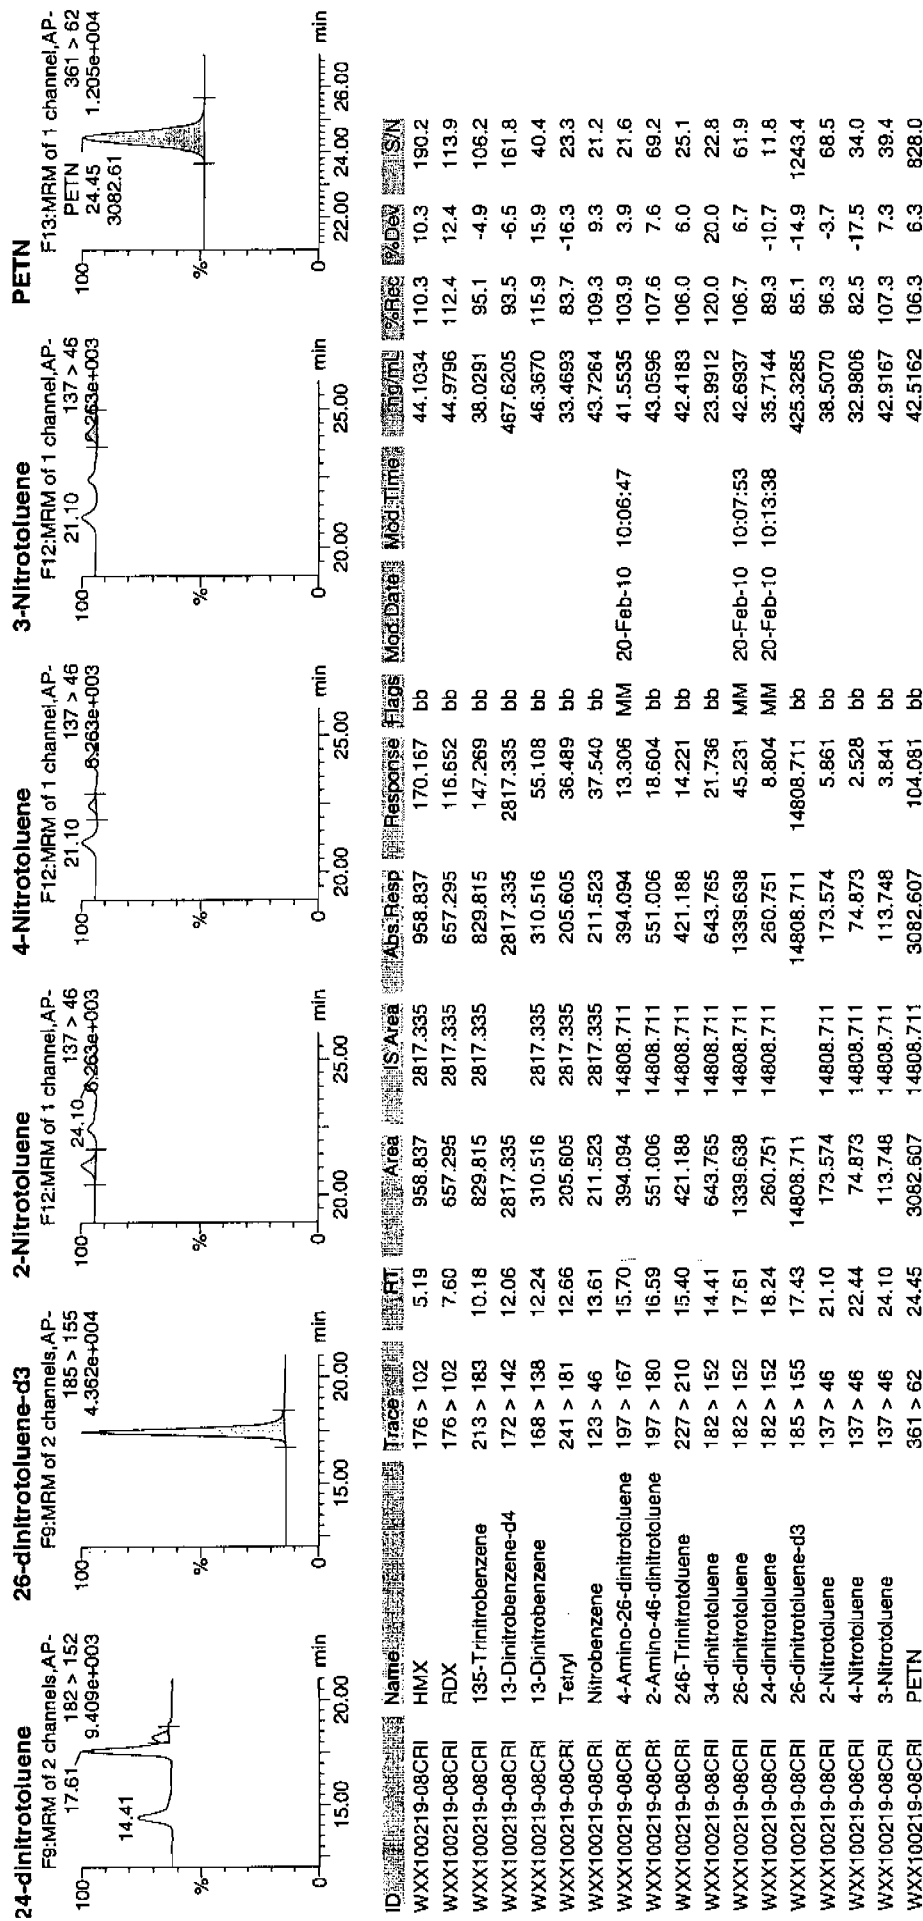 24-dinitrotoluene
F9:MRM of 2 channels,AP-
182 > 152
9.409e+003
17.61
14.41
100
%
0
15.00 20.00 min
26-dinitrotoluene-d3
F9:MRM of 2 channels,AP-
185 > 155
4.362e+004
100
%
0
15.00 20.00 min
2-Nitrotoluene
F12:MRM of 1 channel,AP-
137 > 46
6.263e+003
24.10
100
%
0
20.00 25.00 min
4-Nitrotoluene
F12:MRM of 1 channel,AP-
137 > 46
6.263e+003
21.10
100
%
0
20.00 25.00 min
3-Nitrotoluene
F12:MRM of 1 channel,AP-
137 > 46
.263e+003
21.10
100
%
0
20.00 25.00 min
PETN
F13:MRM of 1 channel,AP-
361 > 62
1.205e+004
PETN
24.45
3082.61
100
%
0
22.00 24.00 26.00 min
ID Name Trace RT Area IS Area Abs.Resp Response Flags Mod.Date Mod.Time ng/mL %Rec %Dev S/N
WXX100219-08CRI HMX 176 > 102 5.19 958.837 2817.335 958.837 170.167 bb 44.1034 110.3 10.3 190.2
WXX100219-08CRI RDX 176 > 102 7.60 657.295 2817.335 657.295 116.652 bb 44.9796 112.4 12.4 113.9
WXX100219-08CRI 135-Trinitrobenzene 213 > 183 10.18 829.815 2817.335 829.815 147.269 bb 38.0291 95.1 -4.9 106.2
WXX100219-08CRI 13-Dinitrobenzene-d4 172 > 142 12.06 2817.335 2817.335 2817.335 bb 467.6205 93.5 -6.5 161.8
WXX100219-08CRI 13-Dinitrobenzene 168 > 138 12.24 310.516 2817.335 310.516 55.108 bb 46.3670 115.9 15.9 40.4
WXX100219-08CRI Tetryl 241 > 181 12.66 205.605 2817.335 205.605 36.489 bb 33.4693 83.7 -16.3 23.3
WXX100219-08CRI Nitrobenzene 123 > 46 13.61 211.523 2817.335 211.523 37.540 bb 43.7264 109.3 9.3 21.2
WXX100219-08CRI 4-Amino-26-dinitrotoluene 197 > 167 15.70 394.094 14808.711 394.094 13.306 MM 20-Feb-10 10:06:47 41.5535 103.9 3.9 21.6
WXX100219-08CRI 2-Amino-46-dinitrotoluene 197 > 180 16.59 551.006 14808.711 551.006 18.604 bb 43.0596 107.6 7.6 69.2
WXX100219-08CRI 246-Trinitrotoluene 227 > 210 15.40 421.188 14808.711 421.188 14.221 bb 42.4183 106.0 6.0 25.1
WXX100219-08CRI 34-dinitrotoluene 182 > 152 14.41 643.765 14808.711 643.765 21.736 bb 23.9912 120.0 20.0 22.8
WXX100219-08CRI 26-dinitrotoluene 182 > 152 17.61 1339.638 14808.711 1339.638 45.231 MM 20-Feb-10 10:07:53 42.6937 106.7 6.7 61.9
WXX100219-08CRI 24-dinitrotoluene 182 > 152 18.24 260.751 14808.711 260.751 8.804 MM 20-Feb-10 10:13:38 35.7144 89.3 -10.7 11.8
WXX100219-08CRI 26-dinitrotoluene-d3 185 > 155 17.43 14808.711 14808.711 14808.711 bb 425.3285 85.1 -14.9 1243.4
WXX100219-08CRI 2-Nitrotoluene 137 > 46 21.10 173.574 14808.711 173.574 5.861 bb 38.5070 96.3 -3.7 68.5
WXX100219-08CRI 4-Nitrotoluene 137 > 46 22.44 74.873 14808.711 74.873 2.528 bb 32.9806 82.5 -17.5 34.0
WXX100219-08CRI 3-Nitrotoluene 137 > 46 24.10 113.748 14808.711 113.748 3.841 bb 42.9167 107.3 7.3 39.4
WXX100219-08CRI PETN 361 > 62 24.45 3082.607 14808.711 3082.607 104.081 bb 42.5162 106.3 6.3 828.0